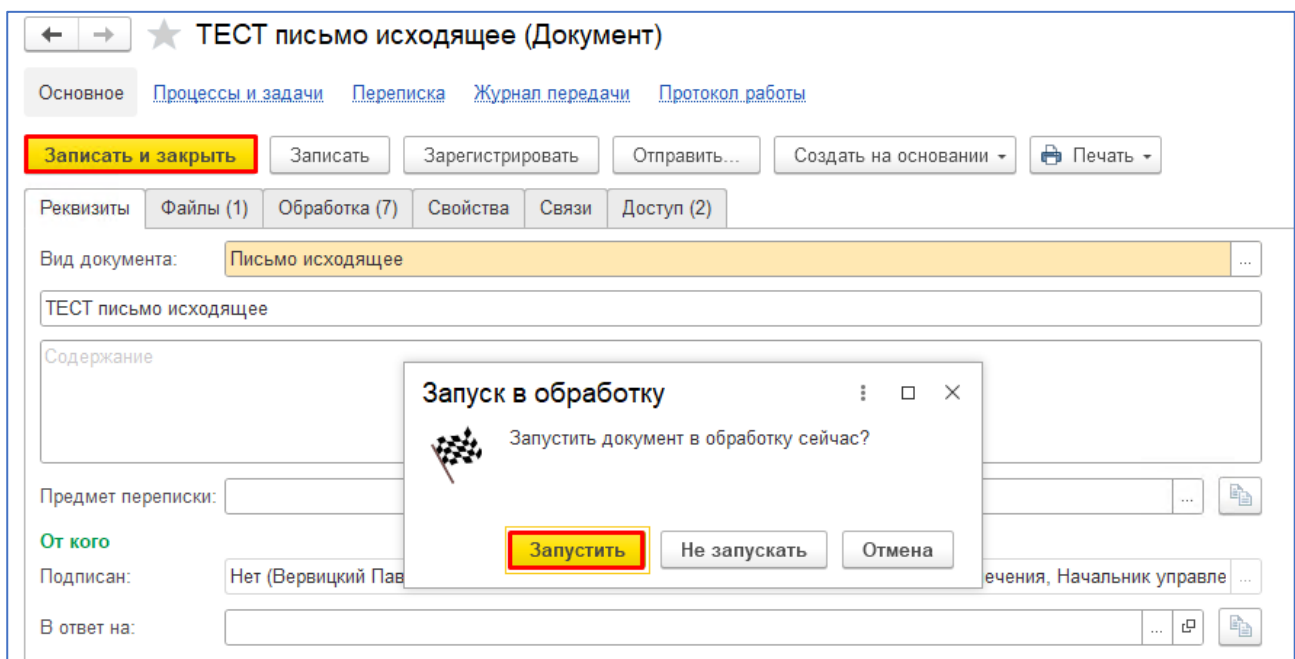 ТЕСТ письмо исходящее (Документ)
Основное Процессы и задачи Переписка Журнал передачи Протокол работы
Записать и закрыть Записать Зарегистрировать Отправить... Создать на основании Печать
Реквизиты Файлы (1) Обработка (7) Свойства Связи Доступ (2)
Вид документа: Письмо исходящее ...
ТЕСТ письмо исходящее
Содержание
Запуск в обработку
Запустить документ в обработку сейчас?
Запустить Не запускать Отмена
Предмет переписки: ...
От кого
Подписан: Нет (Вервицкий Пав ечения, Начальник управле ...
В ответ на: ...